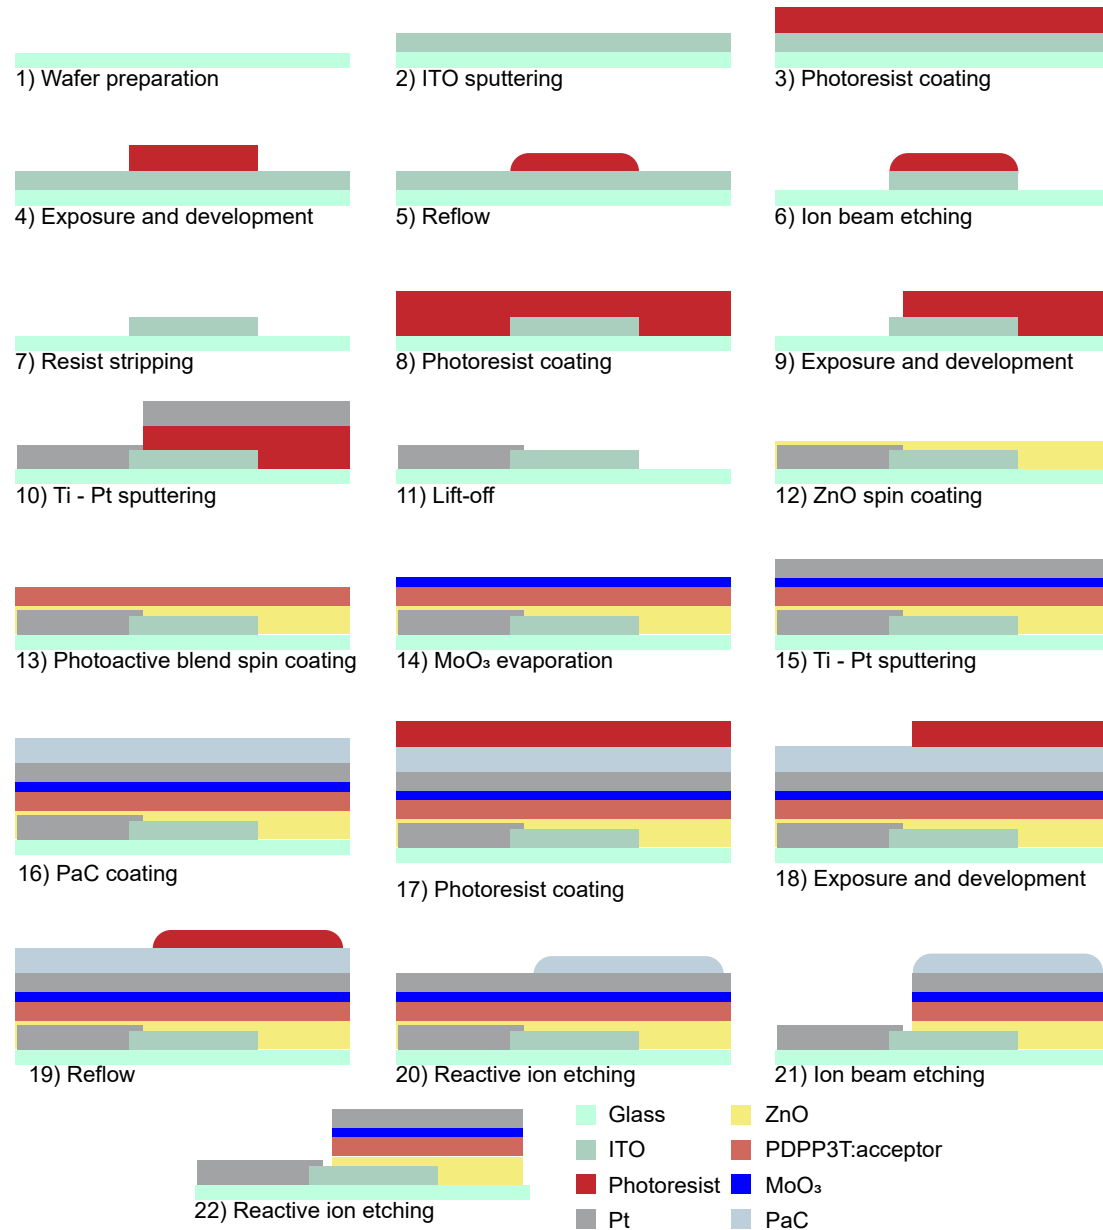 1) Wafer preparation
2) ITO sputtering
3) Photoresist coating
4) Exposure and development
5) Reflow
6) Ion beam etching
7) Resist stripping
8) Photoresist coating
9) Exposure and development
10) Ti - Pt sputtering
11) Lift-off
12) ZnO spin coating
13) Photoactive blend spin coating
14) MoO₃ evaporation
15) Ti - Pt sputtering
16) PaC coating
17) Photoresist coating
18) Exposure and development
19) Reflow
20) Reactive ion etching
21) Ion beam etching
22) Reactive ion etching
Glass
ITO
Photoresist
Pt
ZnO
PDPP3T:acceptor
MoO₃
PaC